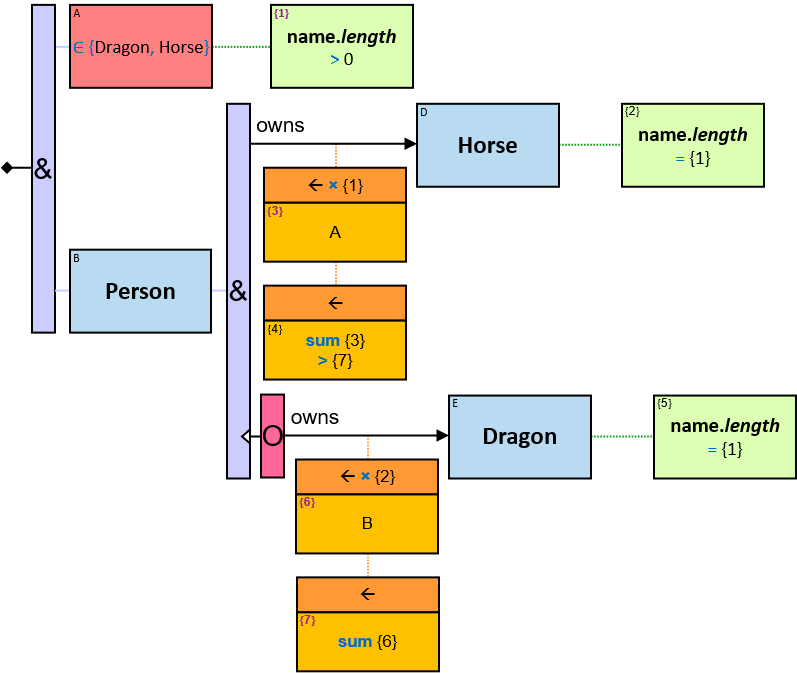 A
∈ {Dragon, Horse}
{1}
name.length
> 0
&
owns
D
Horse
{2}
name.length
= {1}
← × {1}
{3}
A
B
Person
&
←
{4}
sum {3}
> {7}
O
owns
E
Dragon
{5}
name.length
= {1}
← × {2}
{6}
B
←
{7}
sum {6}